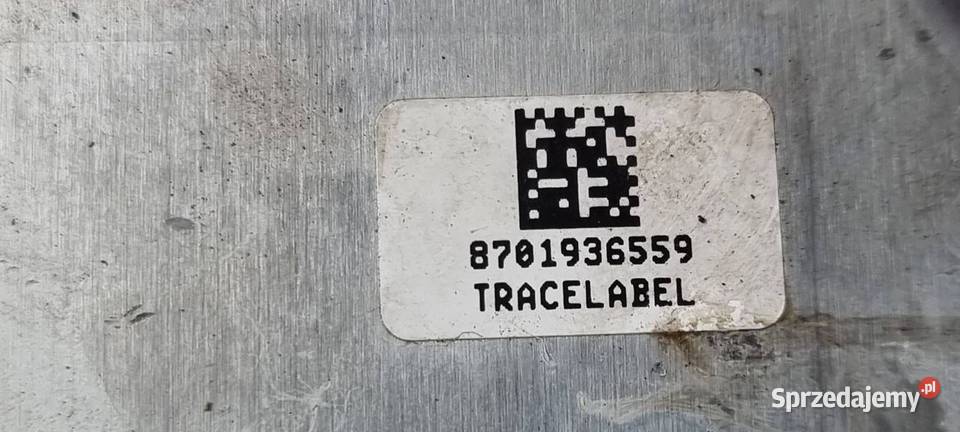 8701936559
TRACELABEL
Sprzedajemy.pl